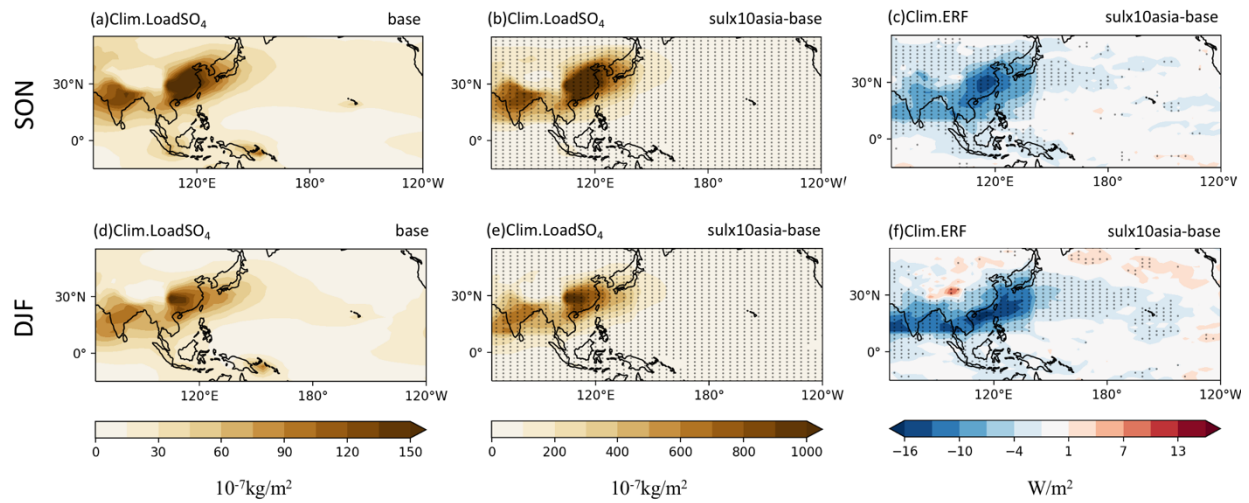 (a)Clim.LoadSO₄ base
(b)Clim.LoadSO₄ sulx10asia-base
(c)Clim.ERF sulx10asia-base
SON
30°N
0°
120°E 180° 120°W
30°N
0°
120°E 180° 120°W
30°N
0°
120°E 180° 120°W
(d)Clim.LoadSO₄ base
(e)Clim.LoadSO₄ sulx10asia-base
(f)Clim.ERF sulx10asia-base
DJF
30°N
0°
120°E 180° 120°W
30°N
0°
120°E 180° 120°W
30°N
0°
120°E 180° 120°W
0 30 60 90 120 150
0 200 400 600 800 1000
−16 −10 −4 1 7 13
10⁻⁷kg/m²
10⁻⁷kg/m²
W/m²